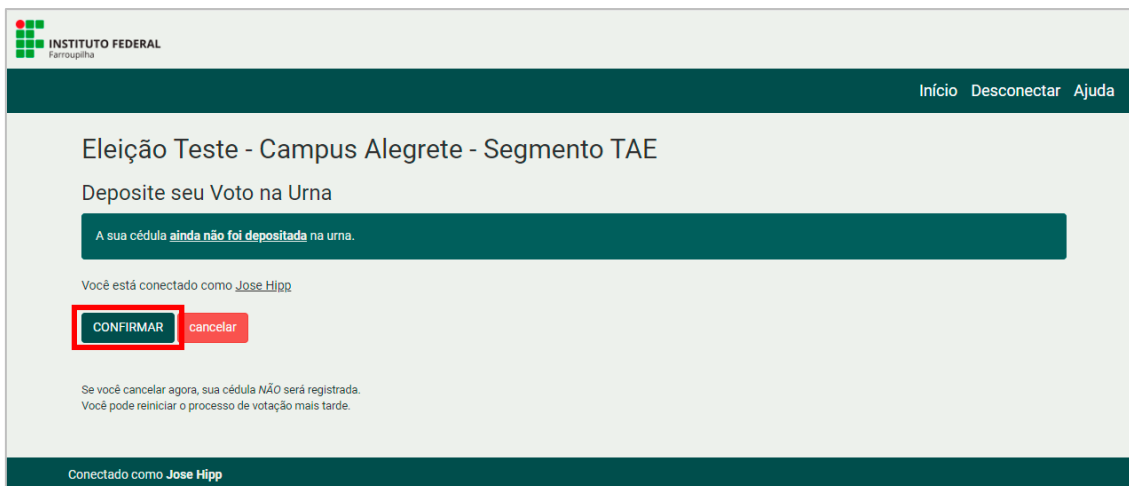 INSTITUTO FEDERAL
Farroupilha
Início Desconectar Ajuda
Eleição Teste - Campus Alegrete - Segmento TAE
Deposite seu Voto na Urna
A sua cédula ainda não foi depositada na urna.
Você está conectado como Jose Hipp
CONFIRMAR cancelar
Se você cancelar agora, sua cédula NÃO será registrada.
Você pode reiniciar o processo de votação mais tarde.
Conectado como Jose Hipp